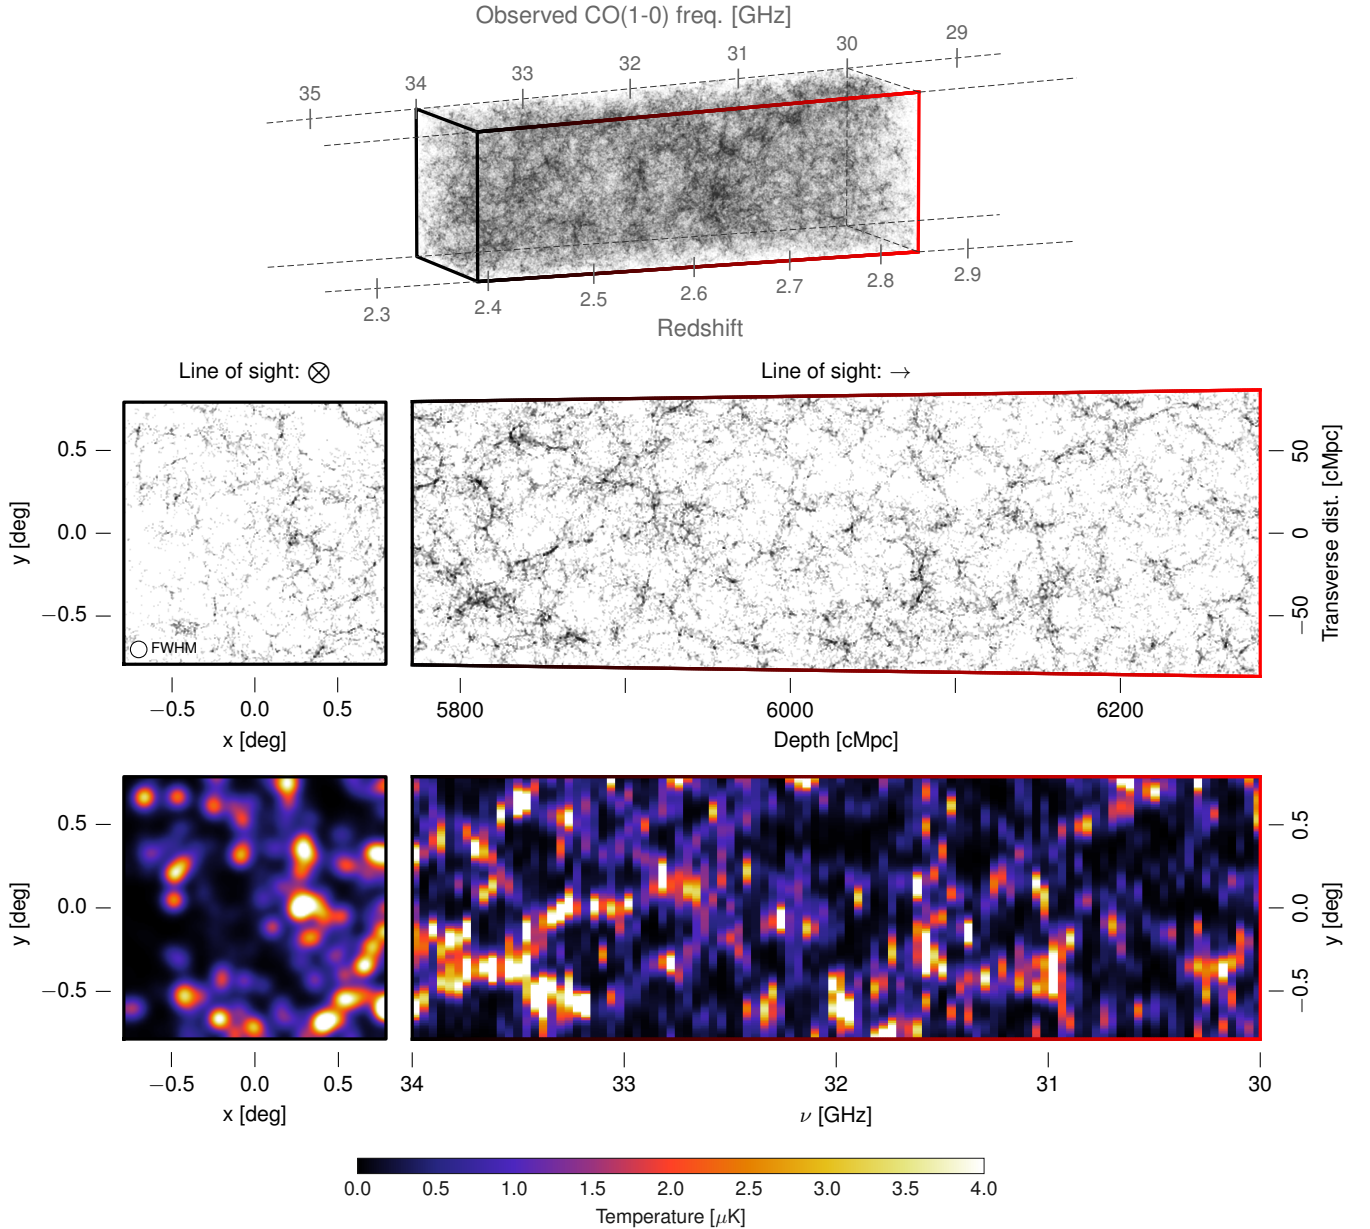 Observed CO(1-0) freq. [GHz]
35 34 33 32 31 30 29
2.3 2.4 2.5 2.6 2.7 2.8 2.9
Redshift
Line of sight: ⊗
Line of sight: →
y [deg]
0.5
0.0
−0.5
FWHM
−0.5 0.0 0.5
x [deg]
5800 6000 6200
Depth [cMpc]
50
0
−50
Transverse dist. [cMpc]
y [deg]
0.5
0.0
−0.5
−0.5 0.0 0.5
x [deg]
34 33 32 31 30
ν [GHz]
0.5
0.0
−0.5
y [deg]
0.0 0.5 1.0 1.5 2.0 2.5 3.0 3.5 4.0
Temperature [μK]